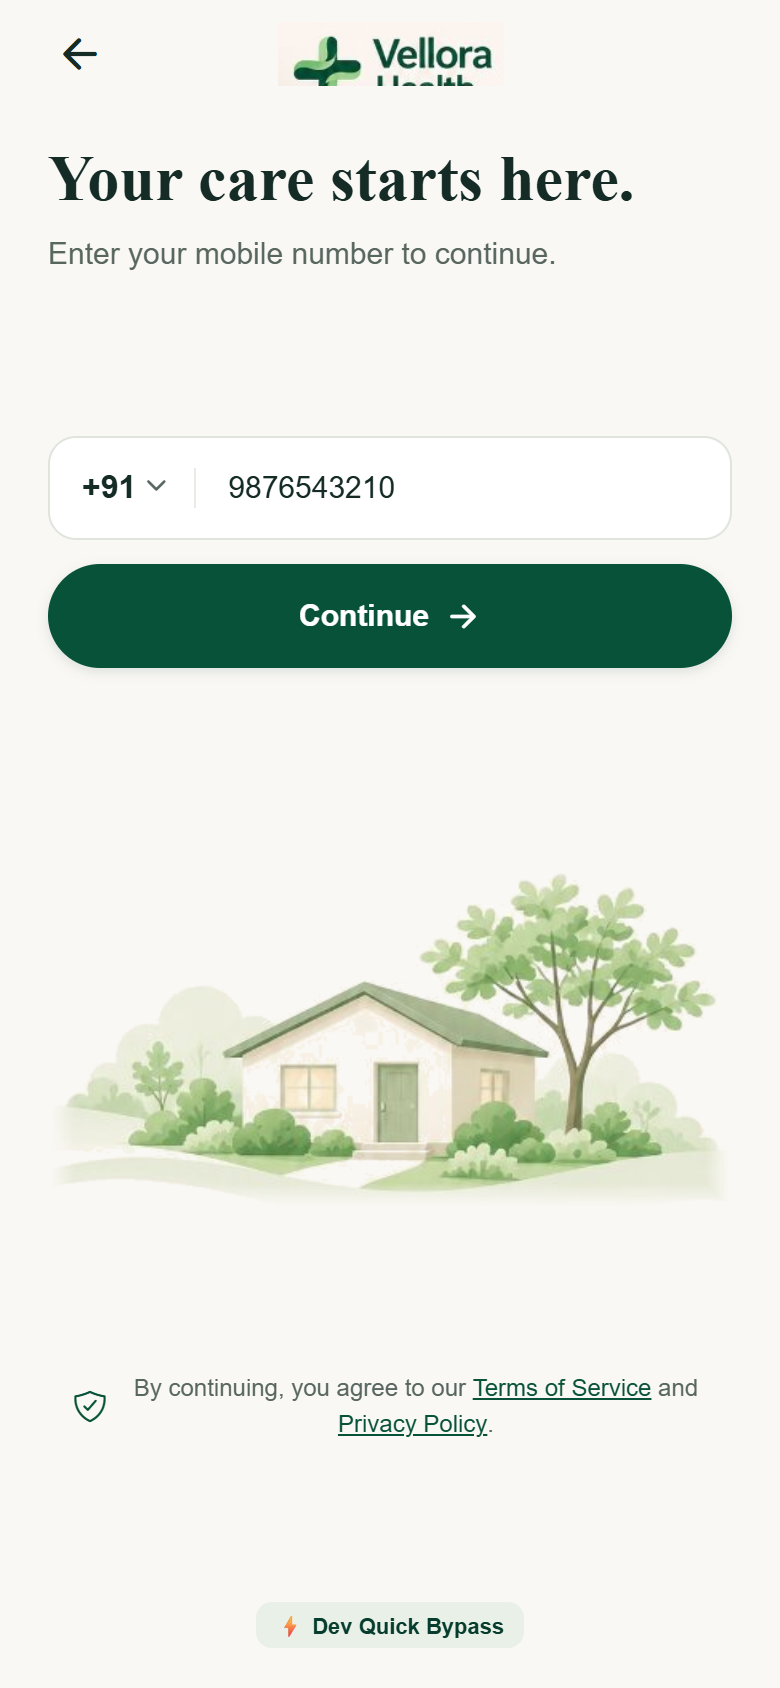 Vellora
Health
Your care starts here.
Enter your mobile number to continue.
+91 9876543210
Continue
By continuing, you agree to our Terms of Service and
Privacy Policy.
Dev Quick Bypass